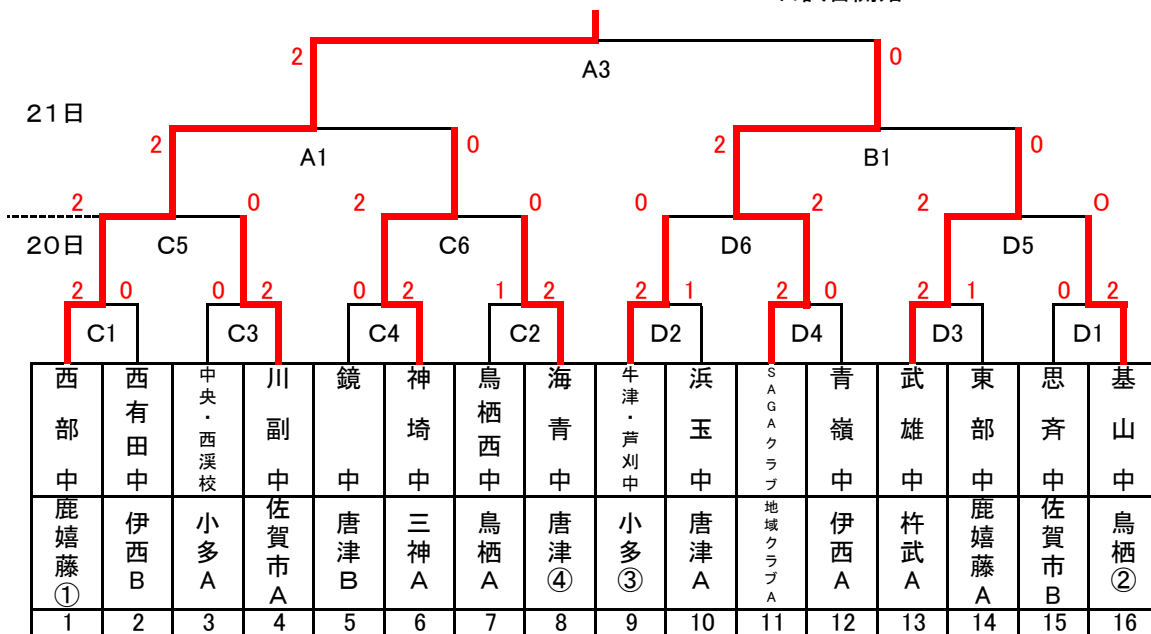 2 A3 0
21日
2 A1 0 2 B1 0
2 0 2 0 0 2 2 0
20日 C5 C6 D6 D5
2 0 0 2 0 2 1 2 2 1 2 0 2 1 0 2
C1 C3 C4 C2 D2 D4 D3 D1
西部中 西有田中 中央・西渓校 川副中 鏡中 神埼中 鳥栖西中 海青中 牛津・芦刈中 浜玉中 SAGAクラブ 青嶺中 武雄中 東部中 思斉中 基山中
鹿嬉藤① 伊西B 小多A 佐賀市A 唐津B 三神A 鳥栖A 唐津④ 小多③ 唐津A 地域クラブA 伊西A 杵武A 鹿嬉藤A 佐賀市B 鳥栖②
1 2 3 4 5 6 7 8 9 10 11 12 13 14 15 16